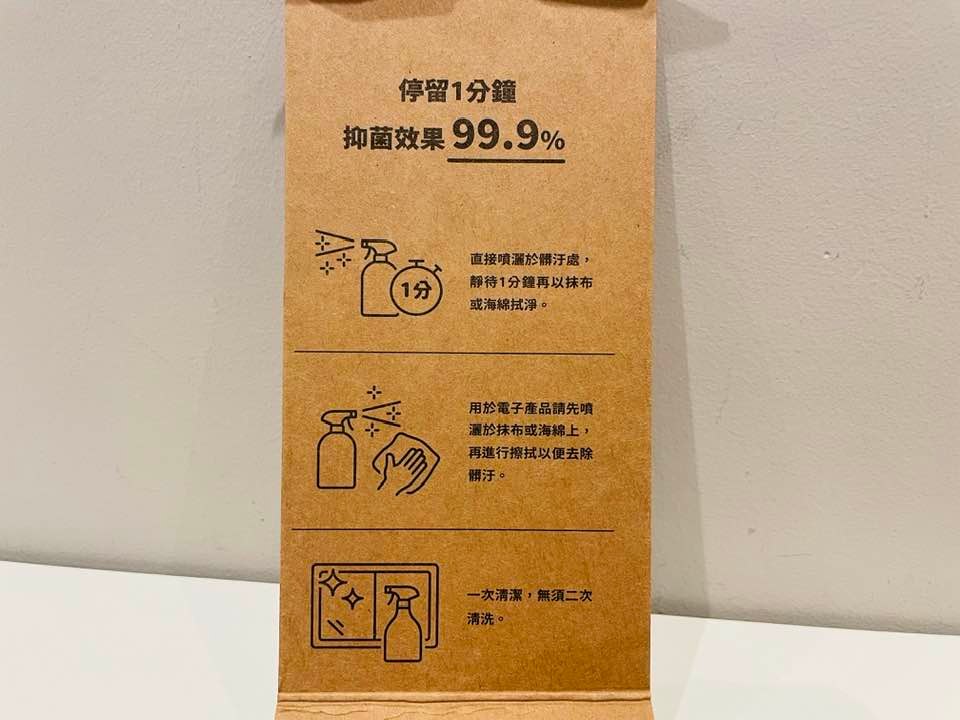 停留1分鐘
抑菌效果 99.9%
1分
直接噴灑於髒汙處，
靜待1分鐘再以抹布
或海綿拭淨。
用於電子產品請先噴
灑於抹布或海綿上，
再進行擦拭以便去除
髒汙。
一次清潔，無須二次
清洗。